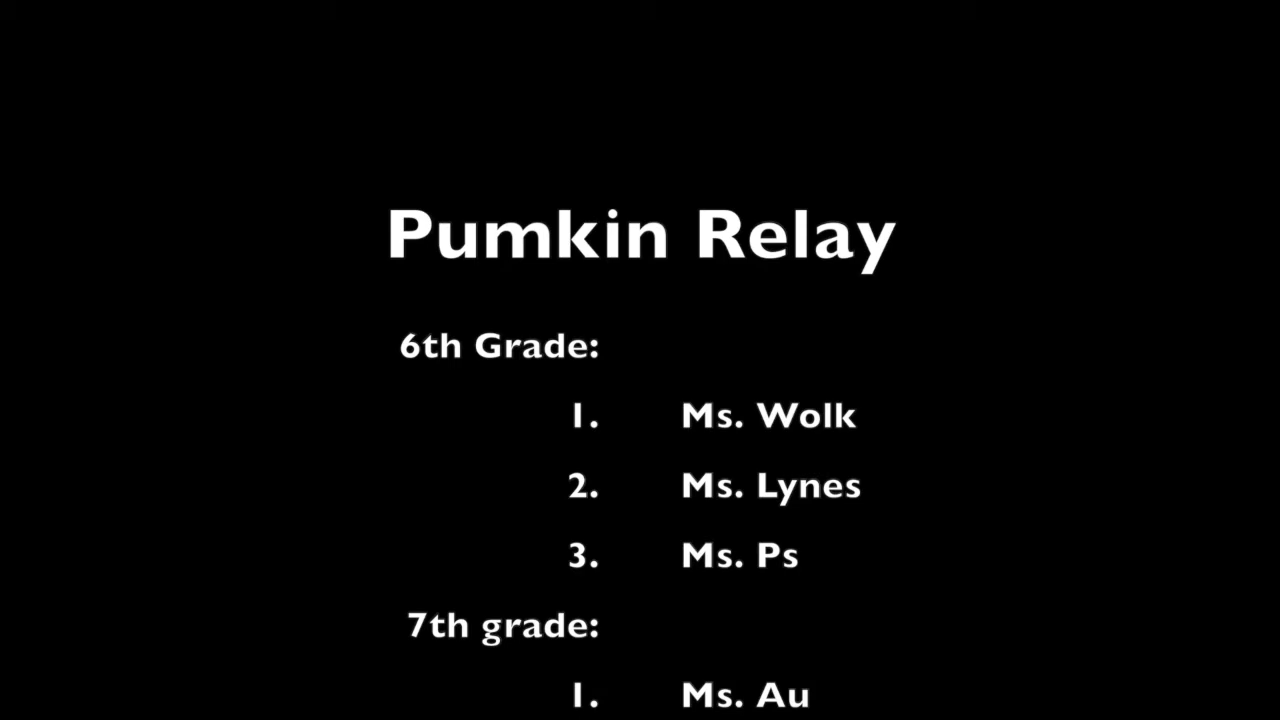 Pumkin Relay
6th Grade:
1. Ms. Wolk
2. Ms. Lynes
3. Ms. Ps
7th grade:
1. Ms. Au